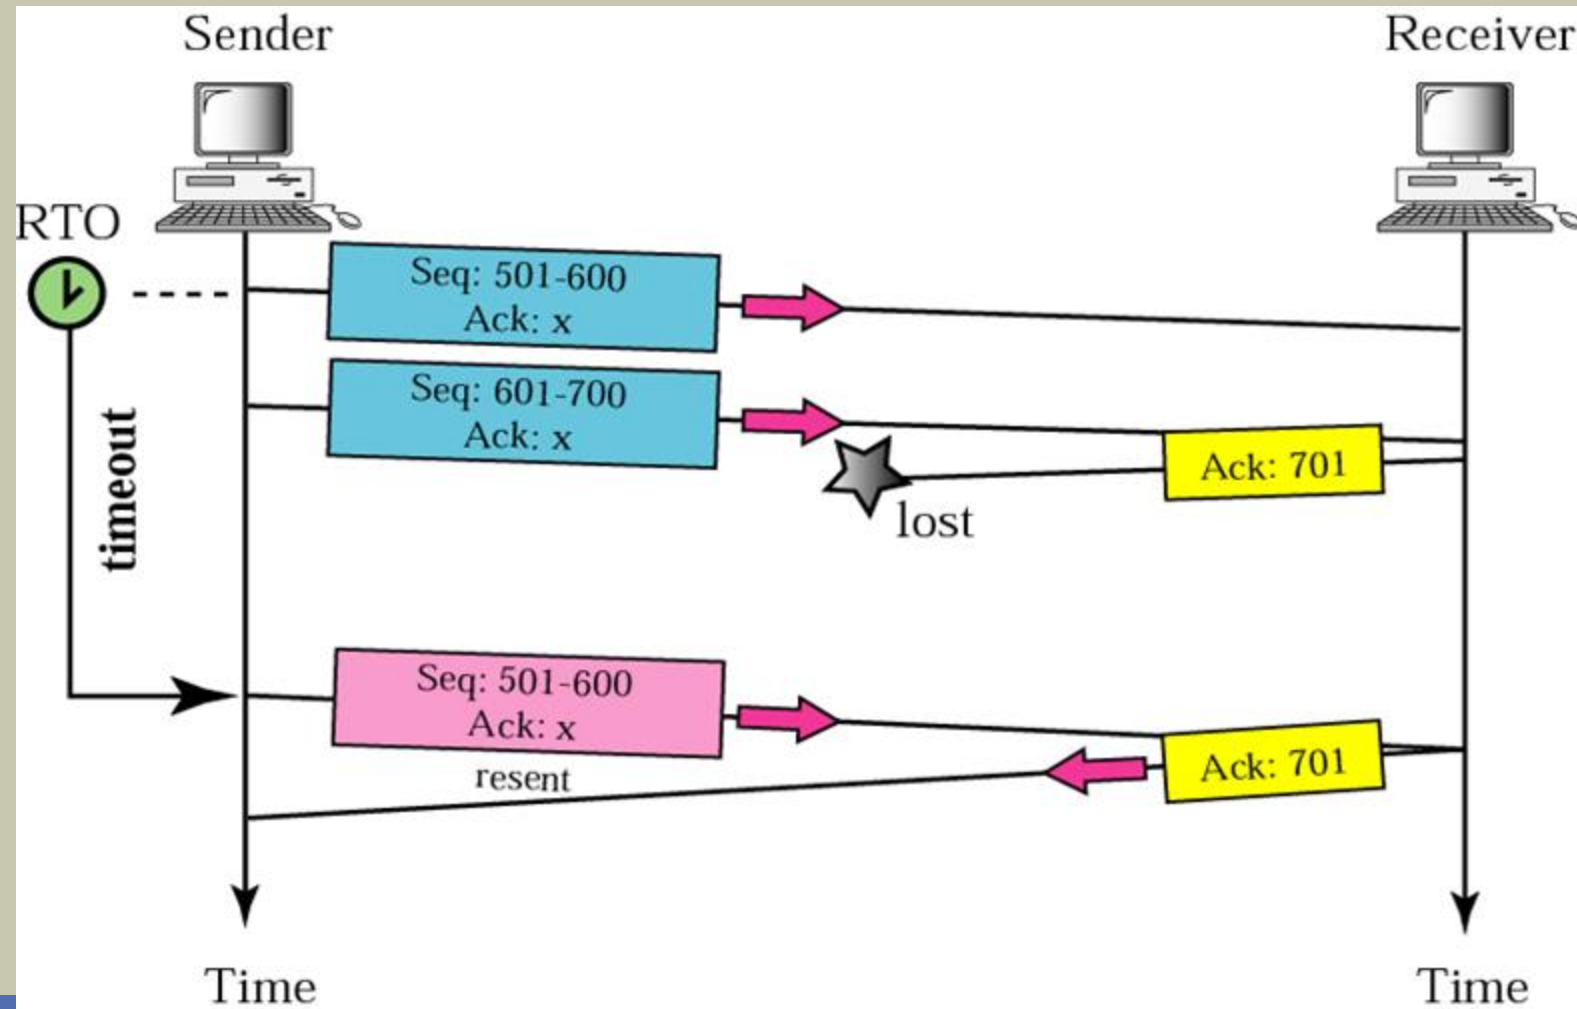 Sender
Receiver
RTO
Seq: 501-600
Ack: x
Seq: 601-700
Ack: x
Ack: 701
lost
timeout
Seq: 501-600
Ack: x
resent
Ack: 701
Time
Time